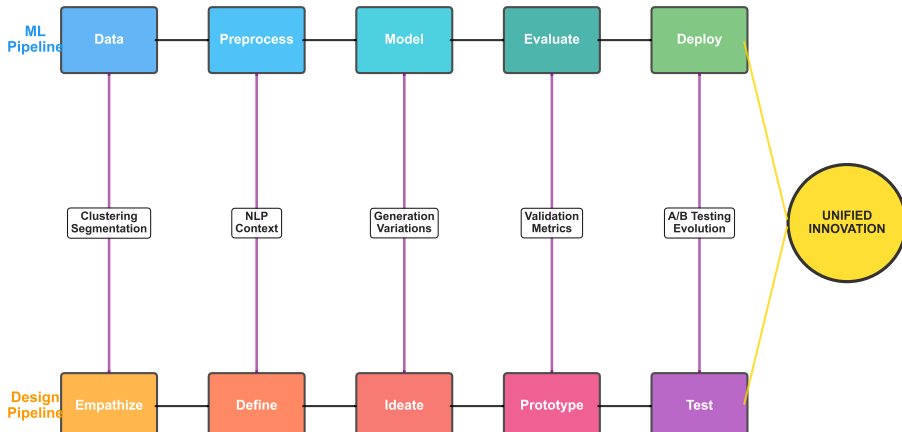 ML
Pipeline
Data
Preprocess
Model
Evaluate
Deploy
Clustering
Segmentation
NLP
Context
Generation
Variations
Validation
Metrics
A/B Testing
Evolution
UNIFIED
INNOVATION
Design
Pipeline
Empathize
Define
Ideate
Prototype
Test